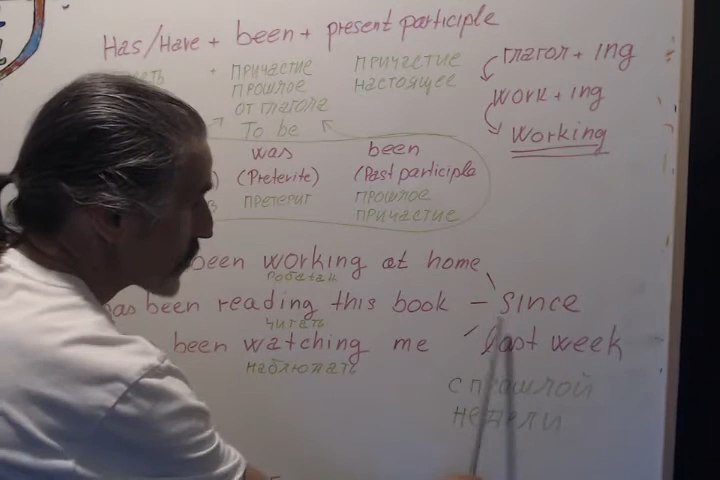 Has/Have + been + present participle
+ причастие прошлое от глагола To be
причастие настоящее
глагол + ing
work + ing
working
was been
(Preterite) (Past participle
претерит прошлое причастие
been working at home
работал
has been reading this book – since
читать
been watching me last week
наблюдать
с прошлой
недели